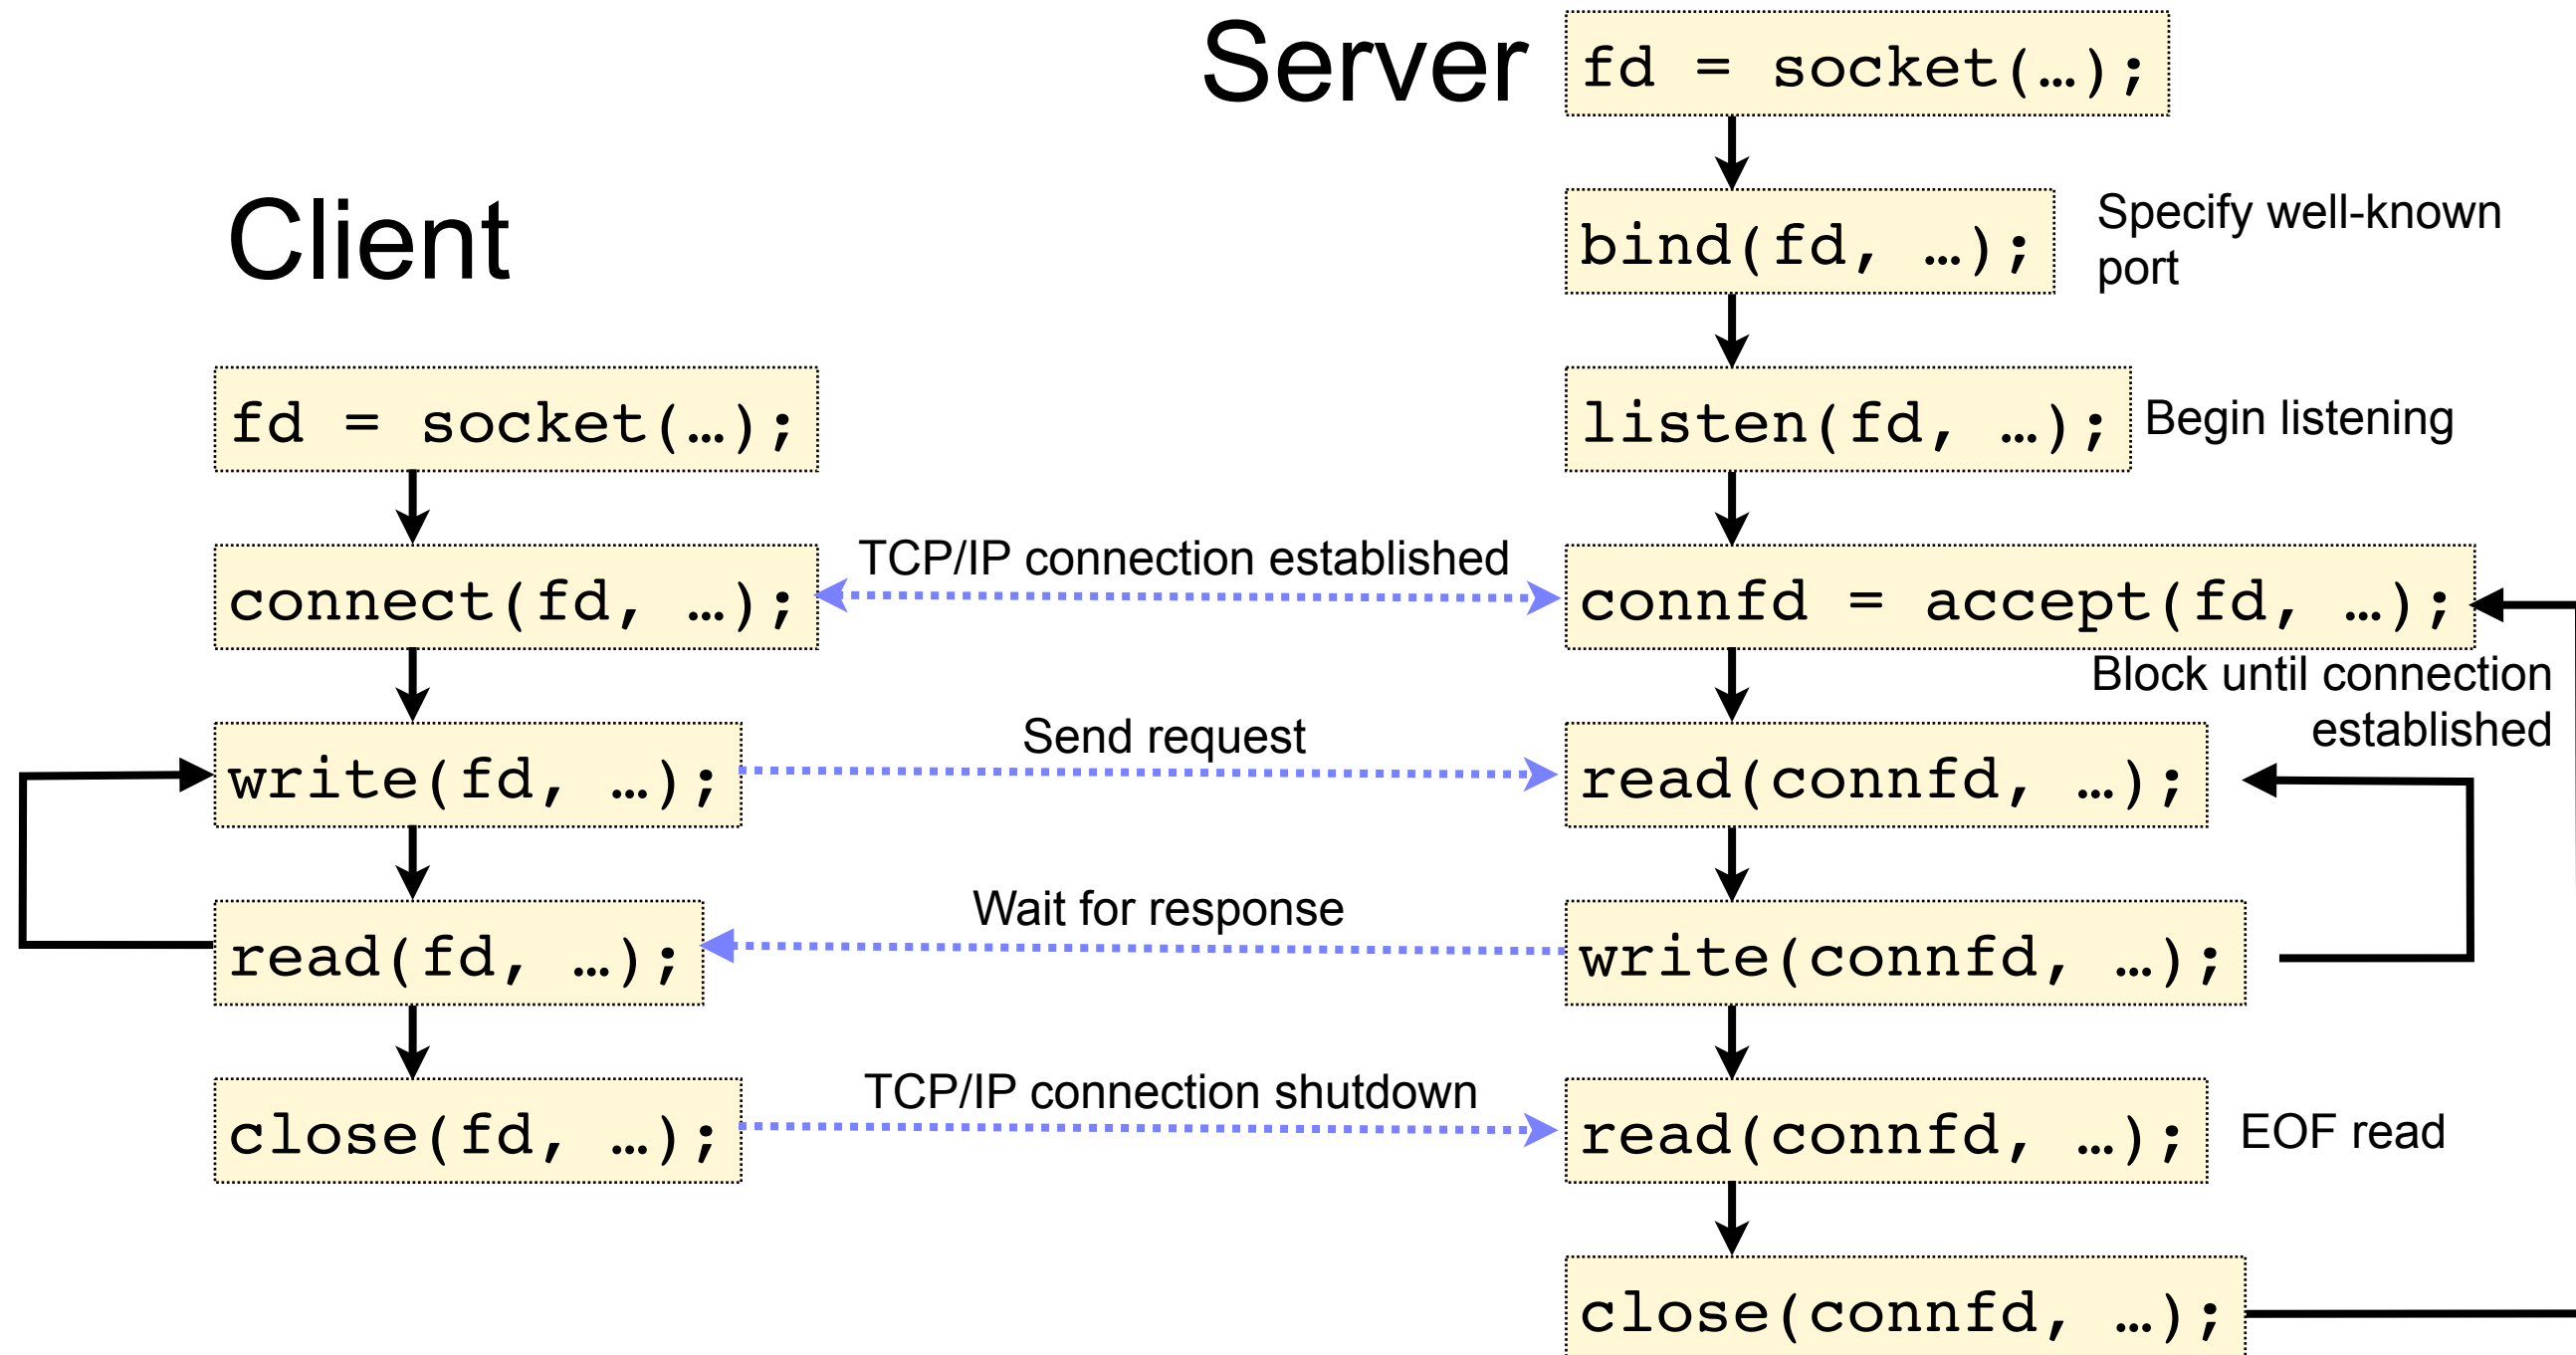 Server
fd = socket(…);
bind(fd, …);
Specify well-known
port
listen(fd, …);
Begin listening
connfd = accept(fd, …);
Block until connection
established
read(connfd, …);
write(connfd, …);
read(connfd, …);
EOF read
close(connfd, …);
Client
fd = socket(…);
connect(fd, …);
write(fd, …);
read(fd, …);
close(fd, …);
TCP/IP connection established
Send request
Wait for response
TCP/IP connection shutdown